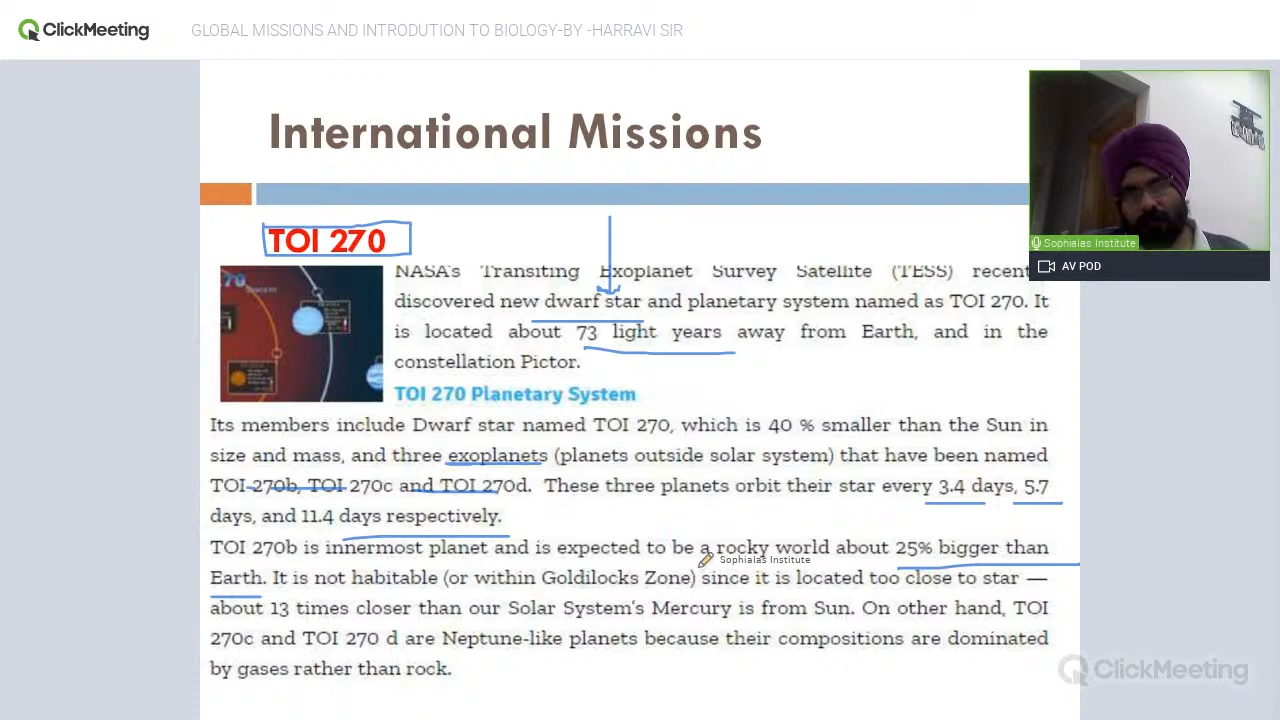 ClickMeeting GLOBAL MISSIONS AND INTRODUTION TO BIOLOGY-BY -HARRAVI SIR
International Missions
Sophialas Institute
AV POD
TOI 270
NASA's Transiting Exoplanet Survey Satellite (TESS) recent
discovered new dwarf star and planetary system named as TOI 270. It
is located about 73 light years away from Earth, and in the
constellation Pictor.
TOI 270 Planetary System
Its members include Dwarf star named TOI 270, which is 40 % smaller than the Sun in
size and mass, and three exoplanets (planets outside solar system) that have been named
TOI 270b, TOI 270c and TOI 270d. These three planets orbit their star every 3.4 days, 5.7
days, and 11.4 days respectively.
TOI 270b is innermost planet and is expected to be a rocky world about 25% bigger than
Sophialas Institute
Earth. It is not habitable (or within Goldilocks Zone) since it is located too close to star —
about 13 times closer than our Solar System's Mercury is from Sun. On other hand, TOI
270c and TOI 270 d are Neptune-like planets because their compositions are dominated
by gases rather than rock.
ClickMeeting